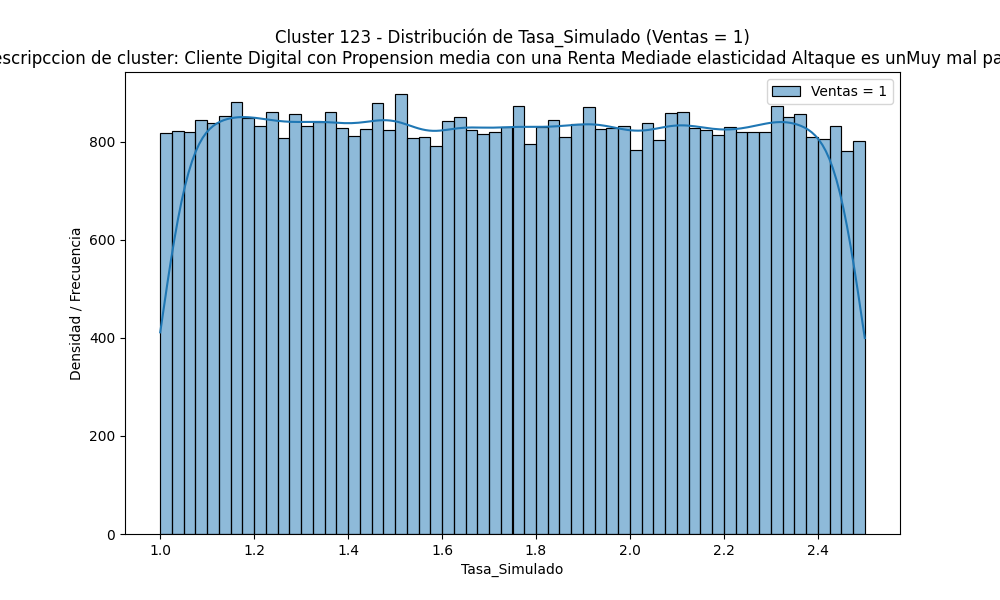 Cluster 123 - Distribución de Tasa_Simulado (Ventas = 1)
escripccion de cluster: Cliente Digital con Propension media con una Renta Mediade elasticidad Altaque es unMuy mal pa
Ventas = 1
Densidad / Frecuencia
800
600
400
200
0
1.0 1.2 1.4 1.6 1.8 2.0 2.2 2.4
Tasa_Simulado